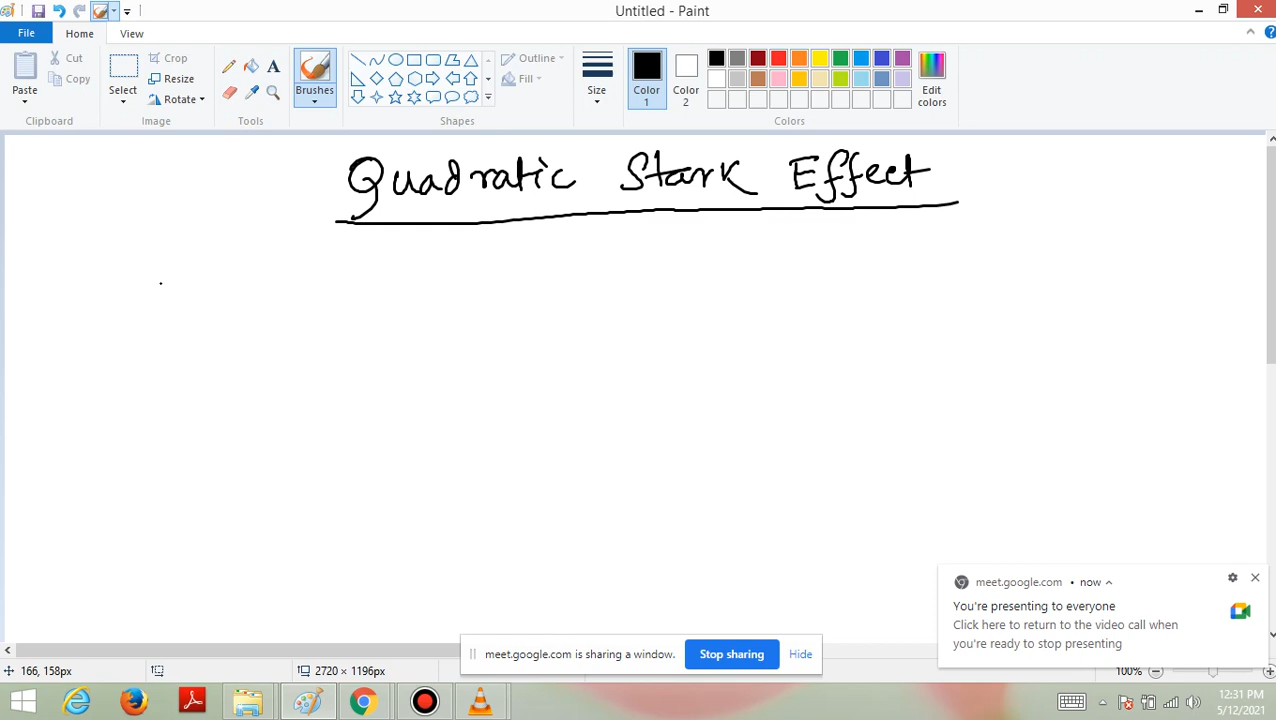 Untitled - Paint
File Home View
Paste Cut Copy Clipboard
Select Crop Resize Rotate Image
A Tools
Brushes
Shapes Outline Fill
Size
Color 1 Color 2 Edit colors Colors
Quadratic Stark Effect
meet.google.com • now
You're presenting to everyone
Click here to return to the video call when
you're ready to stop presenting
meet.google.com is sharing a window. Stop sharing Hide
166, 158px 2720 × 1196px 100%
12:31 PM
5/12/2021